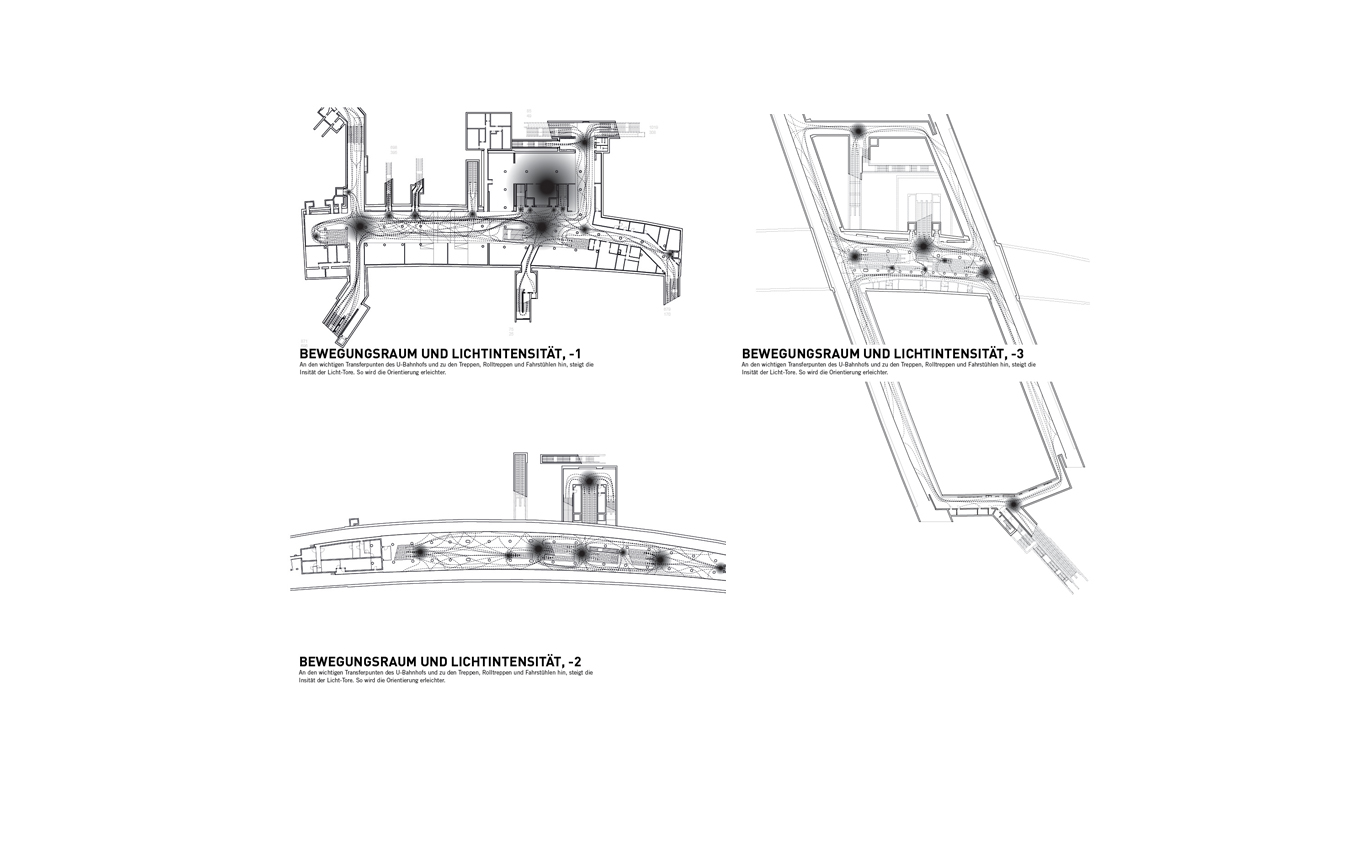 BEWEGUNGSRAUM UND LICHTINTENSITÄT, -1
An den wichtigen Transferpunten des U-Bahnhofs und zu den Treppen, Rolltreppen und Fahrstühlen hin, steigt die
Insität der Licht-Tore. So wird die Orientierung erleichter.
BEWEGUNGSRAUM UND LICHTINTENSITÄT, -3
An den wichtigen Transferpunten des U-Bahnhofs und zu den Treppen, Rolltreppen und Fahrstühlen hin, steigt die
Insität der Licht-Tore. So wird die Orientierung erleichter.
BEWEGUNGSRAUM UND LICHTINTENSITÄT, -2
An den wichtigen Transferpunten des U-Bahnhofs und zu den Treppen, Rolltreppen und Fahrstühlen hin, steigt die
Insität der Licht-Tore. So wird die Orientierung erleichter.